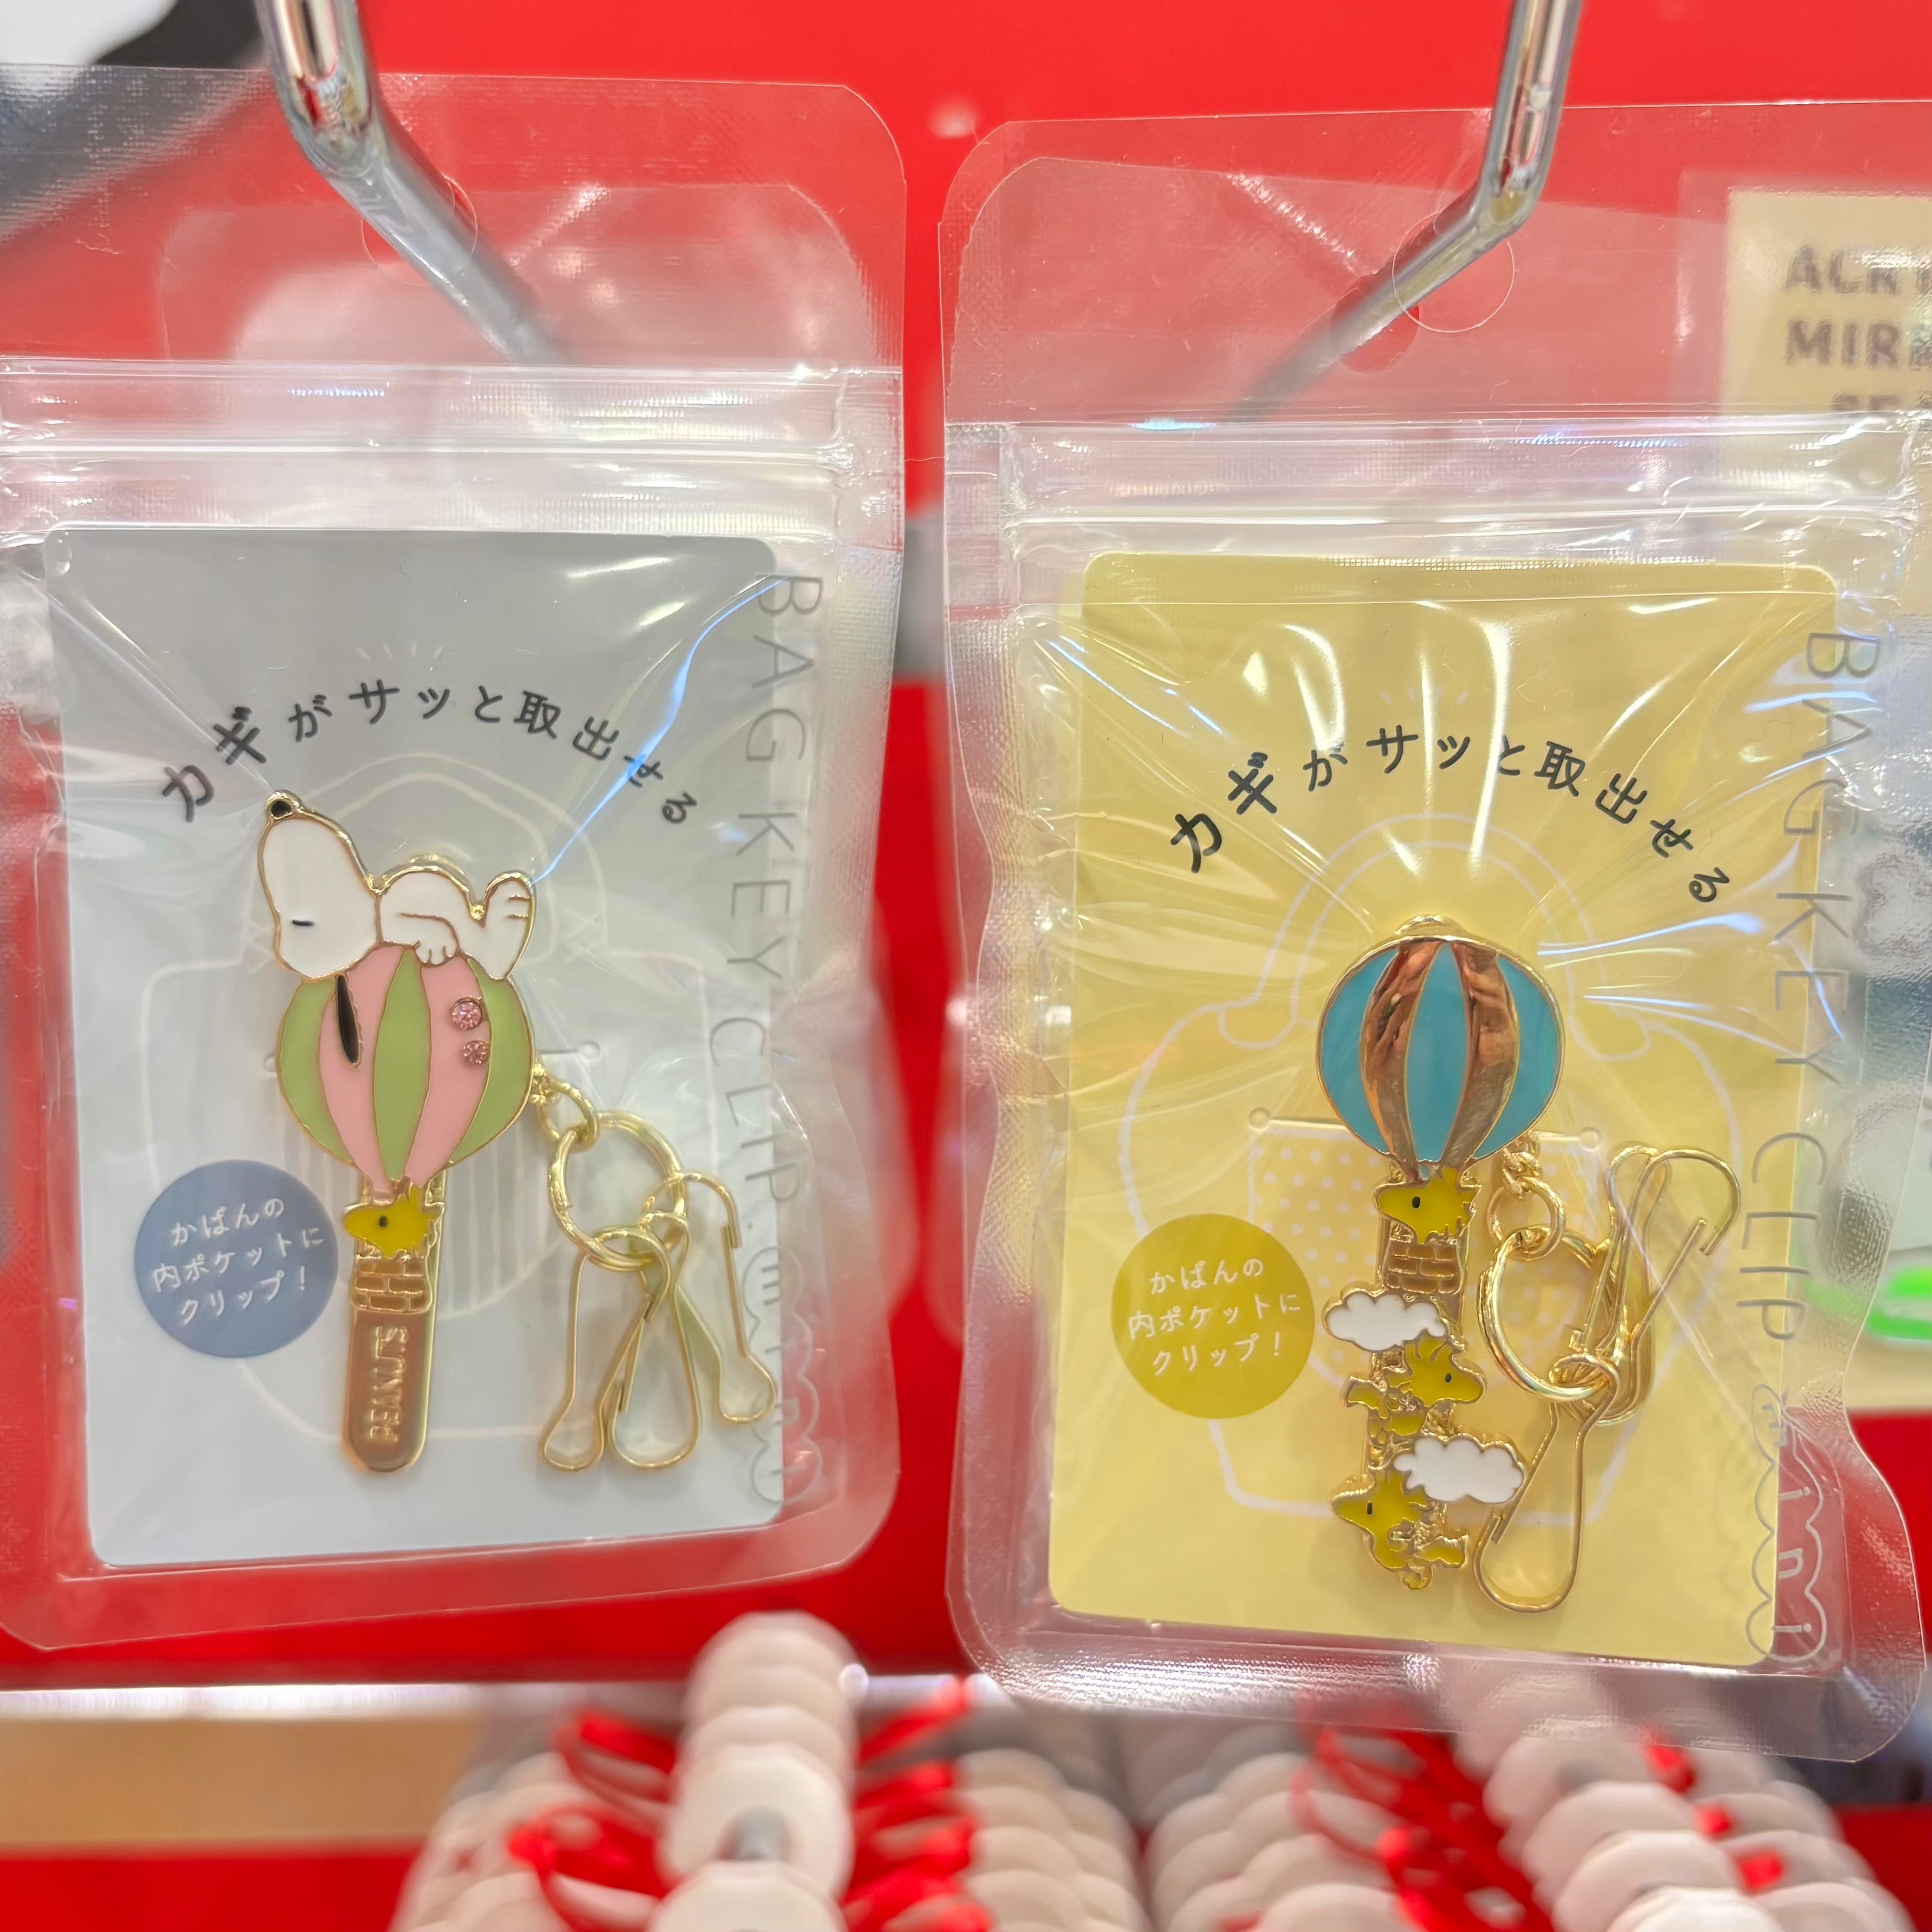 カギがサッと取出せる
BAG KEY CLIP mini
かばんの
内ポケットに
クリップ!
PEANUTS
カギがサッと取出せる
BAG KEY CLIP mini
かばんの
内ポケットに
クリップ!